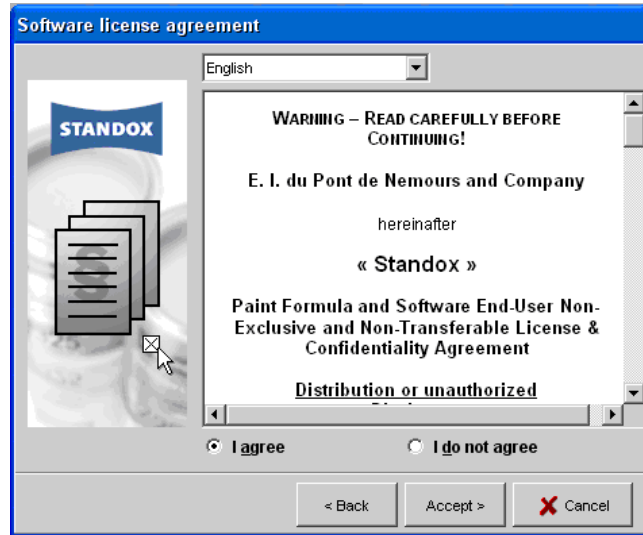 Software license agreement
English
STANDOX
WARNING – READ CAREFULLY BEFORE
CONTINUING!
E. I. du Pont de Nemours and Company
hereinafter
« Standox »
Paint Formula and Software End-User Non-
Exclusive and Non-Transferable License &
Confidentiality Agreement
Distribution or unauthorized
I agree
I do not agree
< Back
Accept >
Cancel